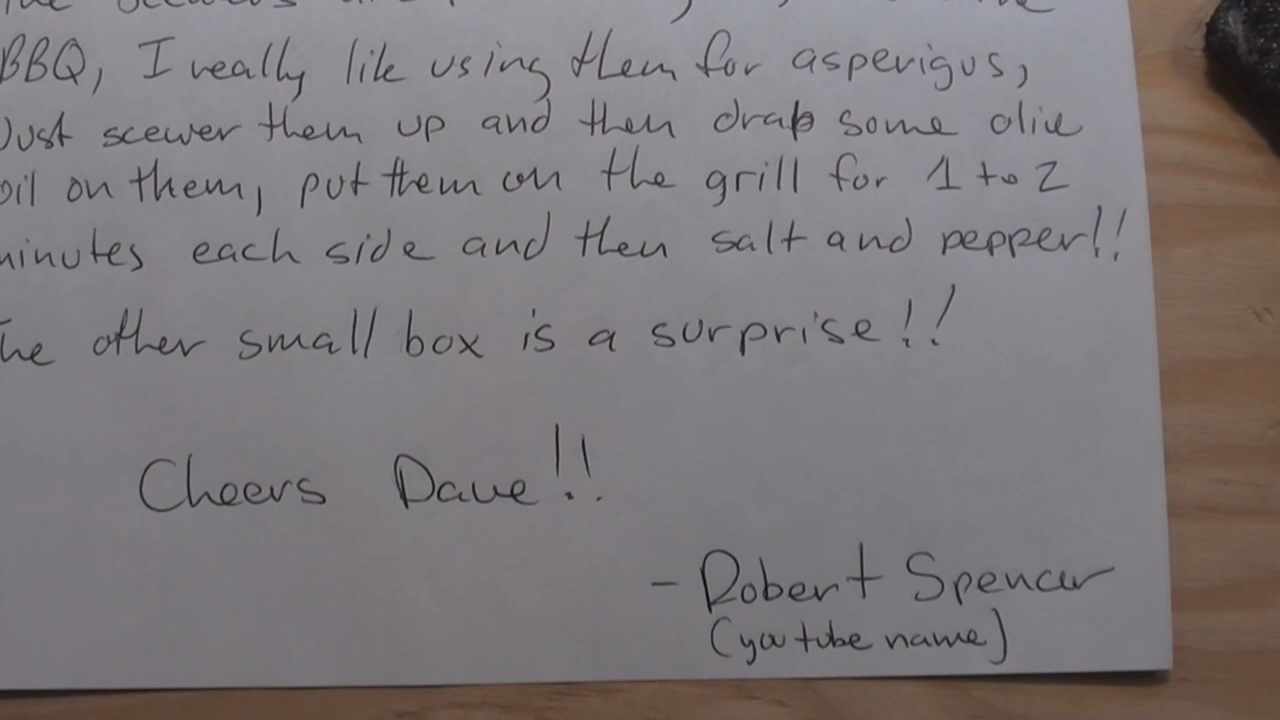 BBQ, I really like using them for asperigus,
Just scewer them up and then drap some olive
oil on them, put them on the grill for 1 to 2
minutes each side and then salt and pepper!!
The other small box is a surprise!!
Cheers Dave!!
- Robert Spencer
(youtube name)